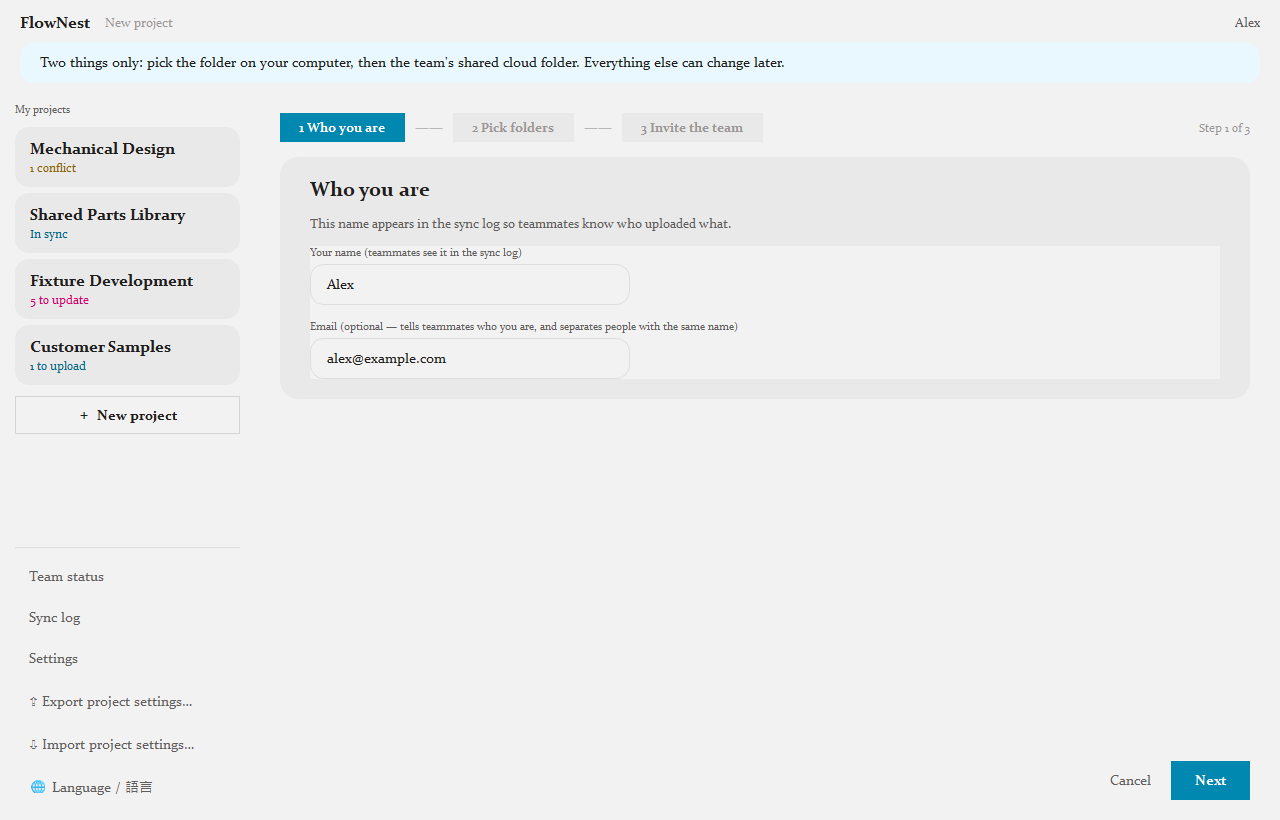 FlowNest New project
Alex
Two things only: pick the folder on your computer, then the team's shared cloud folder. Everything else can change later.
My projects
Mechanical Design
1 conflict
Shared Parts Library
In sync
Fixture Development
5 to update
Customer Samples
1 to upload
+ New project
Team status
Sync log
Settings
⇧ Export project settings...
⇩ Import project settings...
🌐 Language / 語言
1 Who you are —— 2 Pick folders —— 3 Invite the team
Step 1 of 3
Who you are
This name appears in the sync log so teammates know who uploaded what.
Your name (teammates see it in the sync log)
Alex
Email (optional — tells teammates who you are, and separates people with the same name)
alex@example.com
Cancel
Next